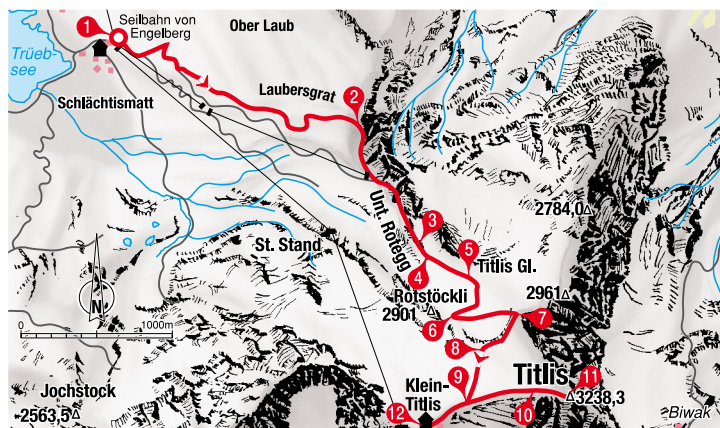 1
Seilbahn von
Engelberg
Ober Laub
Trüeb-
see
Schlächtismatt
Laubersgrat
2
2784,0
Unt. Rotegg
3
St. Stand
4
5
Titlis Gl.
Rotstöckli
2901
2961
6
7
8
N
0
1000m
Jochstock
2563,5
9
Klein-
Titlis
Titlis
11
3238,3
10
12
Biwak